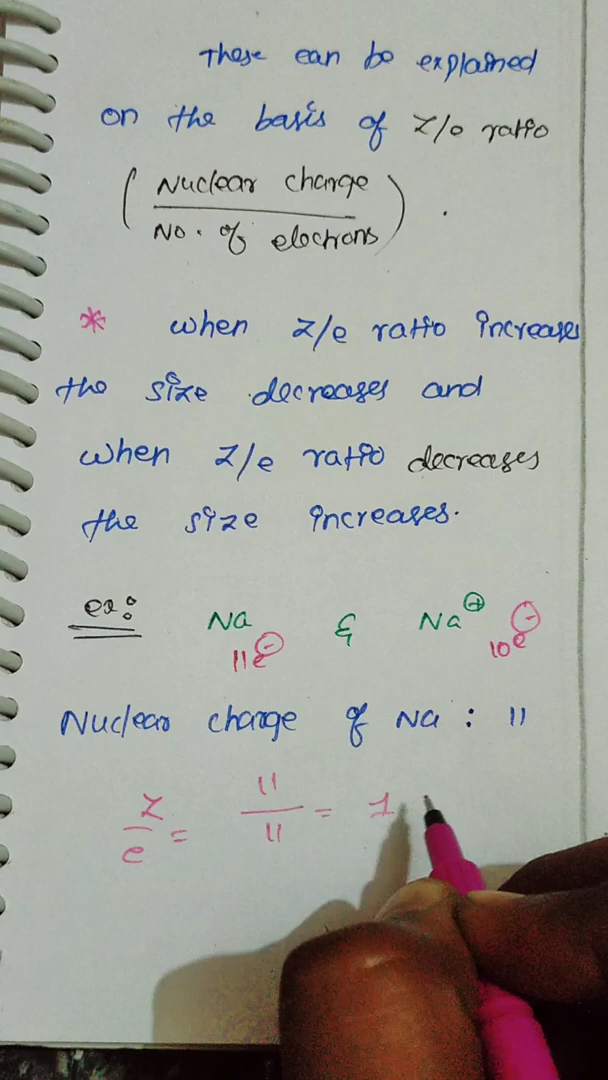 These can be explained
on the basis of Z/e ratio
( Nuclear charge
No. of electrons ) .
* when Z/e ratio increases
the size decreases and
when Z/e ratio decreases
the size increases.
ex:
Na & Na⊕
11e⊖ 10e⊖
Nuclear charge of Na : 11
Z/e = 11/11 = 1